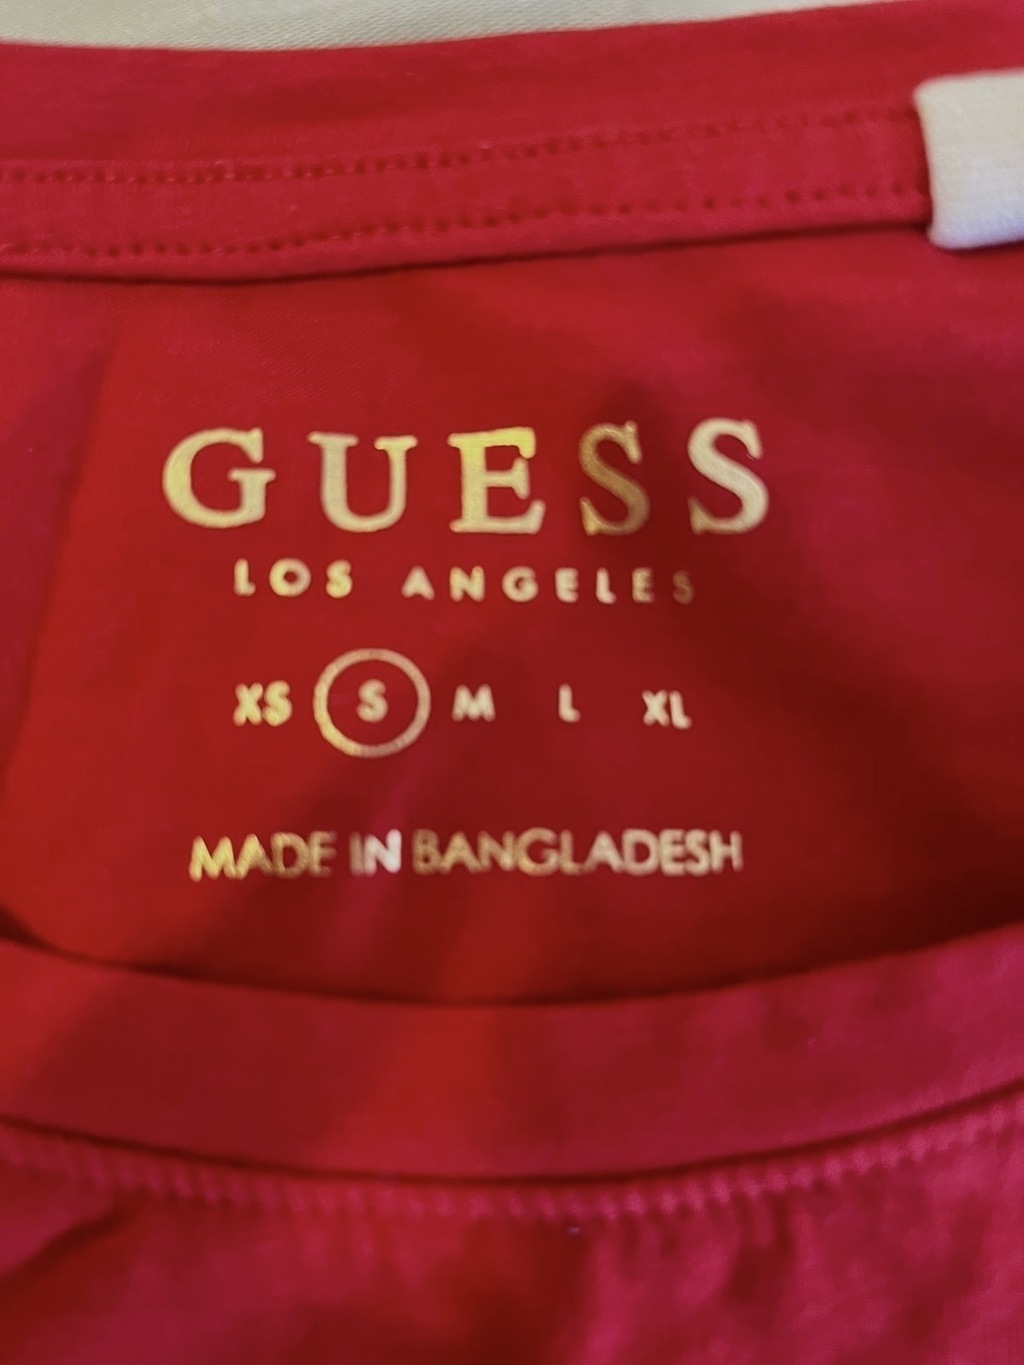 GUESS
LOS ANGELES
XS S M L XL
MADE IN BANGLADESH